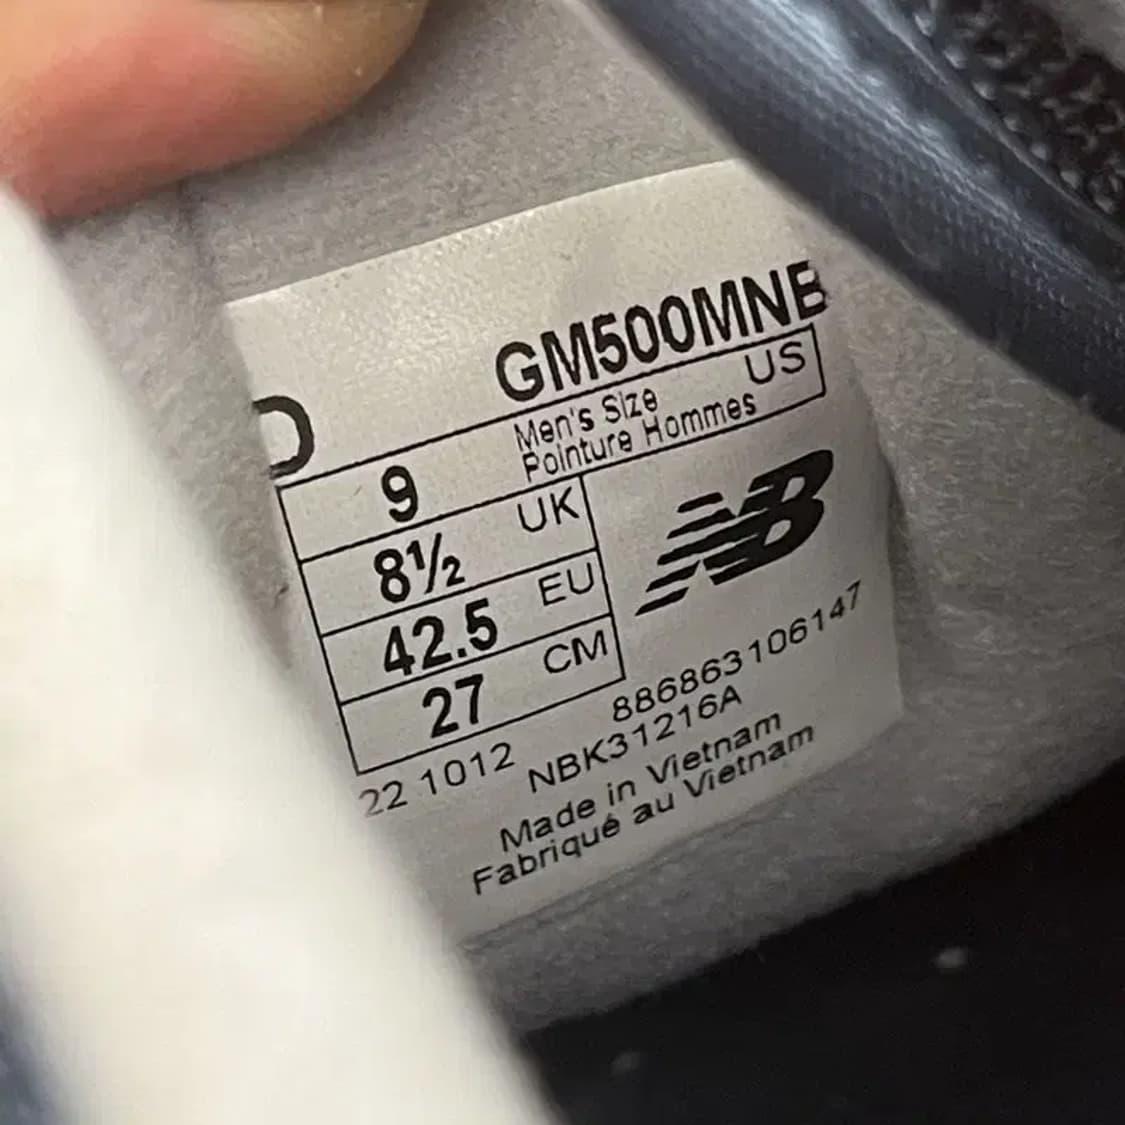 GM500MNB
D
Men's Size US
Pointure Hommes
9
8½ UK
42.5 EU
27 CM
NB
886863106147
22 1012
NBK31216A
Made in Vietnam
Fabriqué au Vietnam